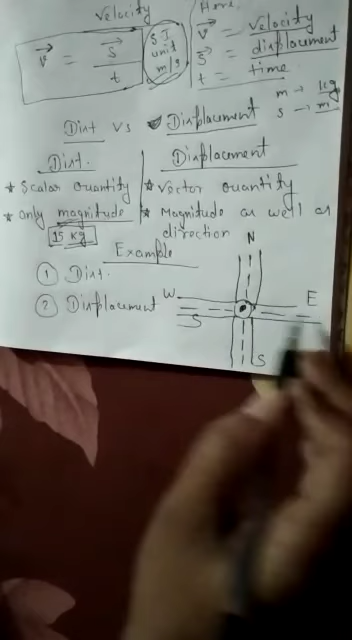 Velocity
v = s / t
SI unit m/s
Here,
v = velocity
s = displacement
t = time
m → kg
s → m
Dist vs Displacement
Dist.
★ Scalar Quantity
★ only magnitude
15 kg
Displacement
★ Vector Quantity
★ Magnitude as well as direction
Example
① Dist.
② Displacement
N
W
E
S
S